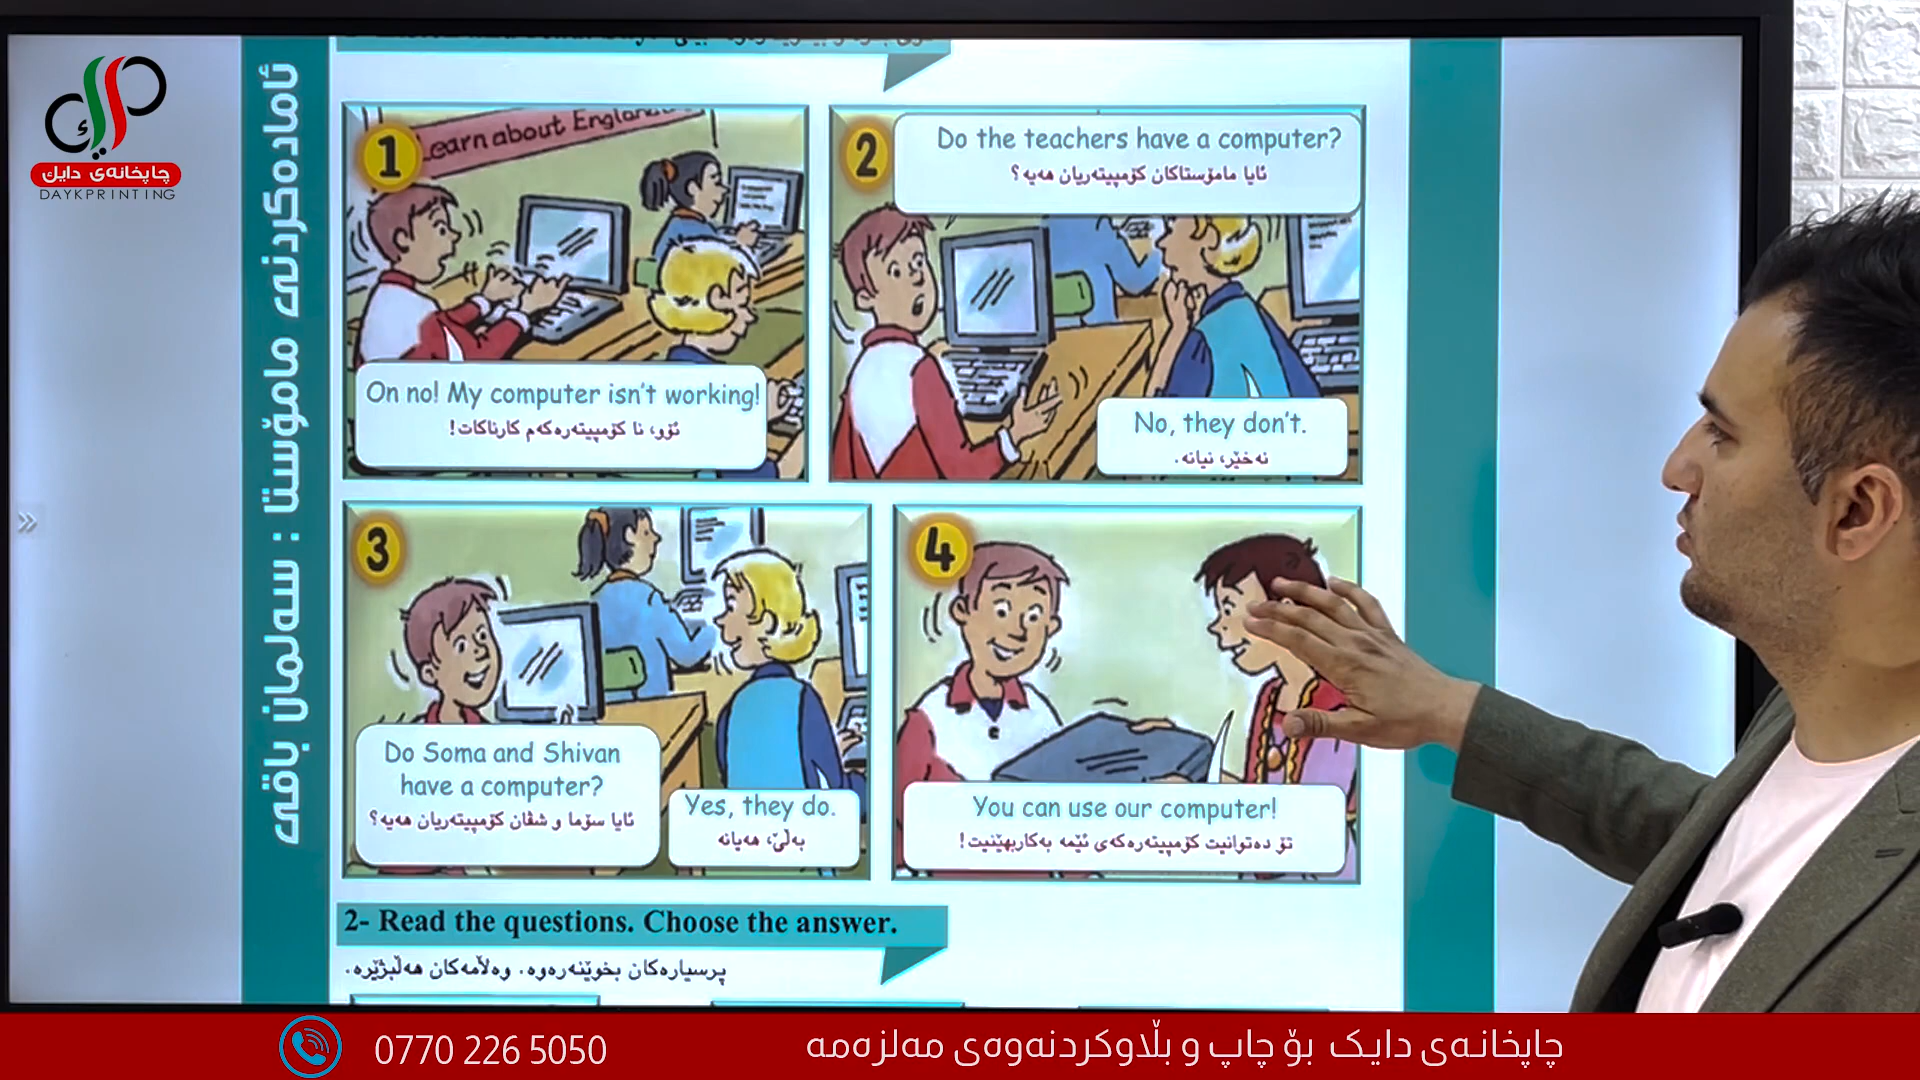 چاپخانەی دایك
DAYKPRINTING
ئامادەکردنی مامۆستا : سەلمان باقی
1
Learn about England
On no! My computer isn't working!
ئۆو، نا کۆمپیتەرەکەم کارناکات!
2
Do the teachers have a computer?
ئایا مامۆستاکان کۆمپیتەریان هەیە؟
No, they don't.
نەخێر، نیانە.
3
Do Soma and Shivan
have a computer?
ئایا سۆما و شڤان کۆمپیتەریان هەیە؟
Yes, they do.
بەڵێ، هەیانە
4
You can use our computer!
تۆ دەتوانیت کۆمپیتەرەکەی ئێمە بەکاربهێنیت!
2- Read the questions. Choose the answer.
پرسیارەکان بخوێنەرەوە. وەڵامەکان هەڵبژێرە.
0770 226 5050
چاپخانەی دایک بۆ چاپ و بڵاوکردنەوەی مەلزەمە